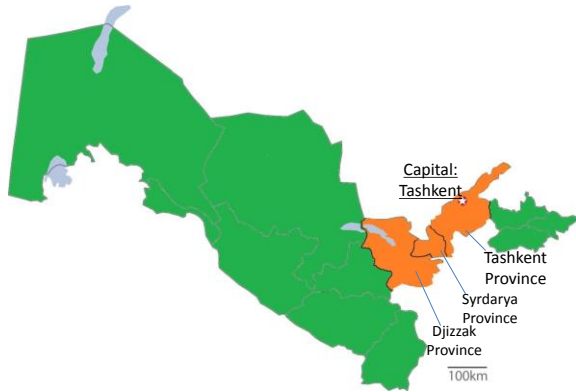 Capital:
Tashkent
Tashkent
Province
Syrdarya
Province
Djizzak
Province
100km